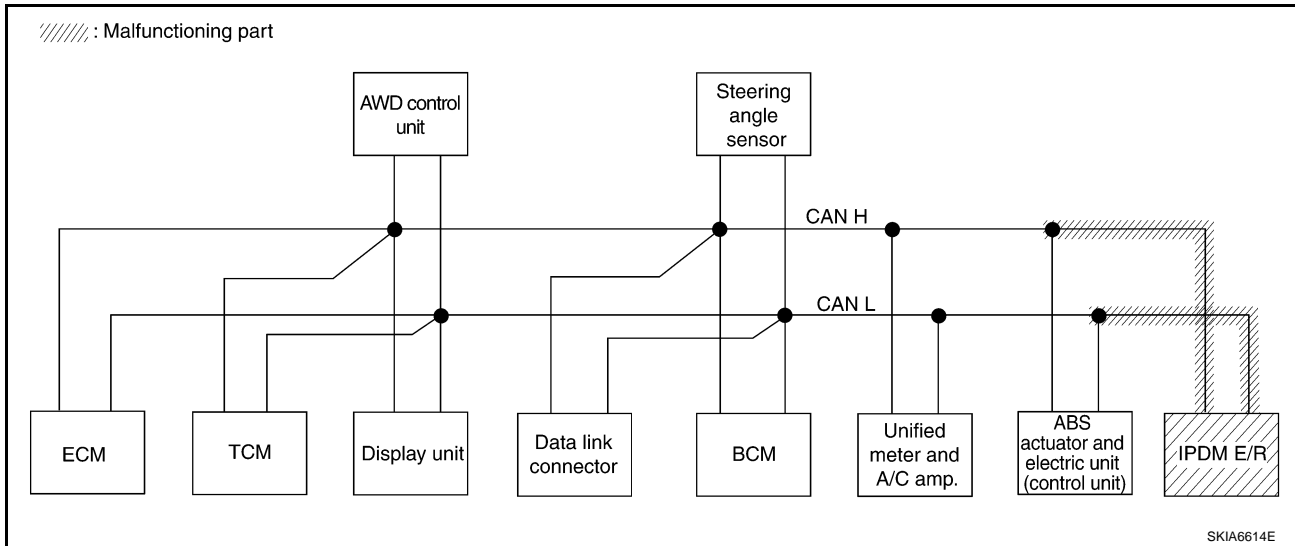 : Malfunctioning part
AWD control
unit
Steering
angle
sensor
CAN H
CAN L
ECM
TCM
Display unit
Data link
connector
BCM
Unified
meter and
A/C amp.
ABS
actuator and
electric unit
(control unit)
IPDM E/R
SKIA6614E